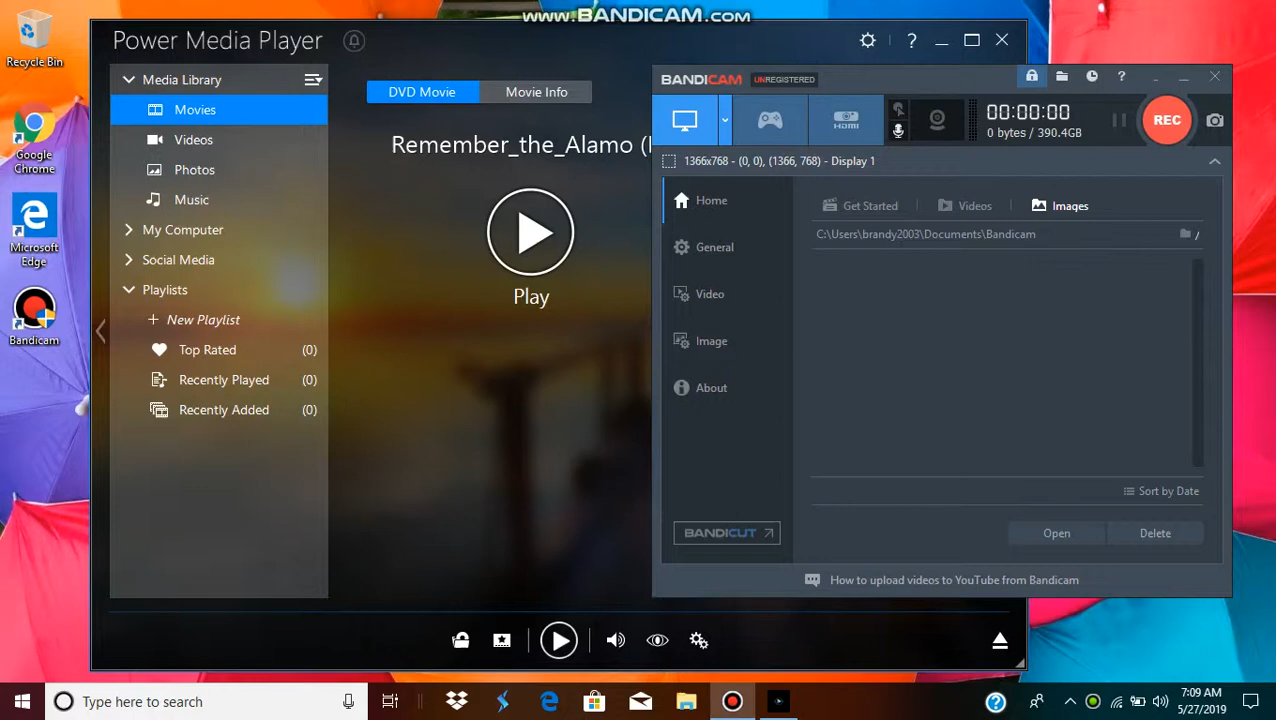 www.BANDICAM.com
Recycle Bin
Google Chrome
Microsoft Edge
Bandicam
Power Media Player
?
Media Library
Movies
Videos
Photos
Music
My Computer
Social Media
Playlists
New Playlist
Top Rated (0)
Recently Played (0)
Recently Added (0)
DVD Movie Movie Info
Remember_the_Alamo
Play
BANDICAM UNREGISTERED ?
HDMI
00:00:00
0 bytes / 390.4GB
REC
1366x768 - (0, 0), (1366, 768) - Display 1
Home
General
Video
Image
About
BANDICUT
Get Started Videos Images
C:\Users\brandy2003\Documents\Bandicam /
Sort by Date
Open Delete
How to upload videos to YouTube from Bandicam
Type here to search
?
7:09 AM
5/27/2019